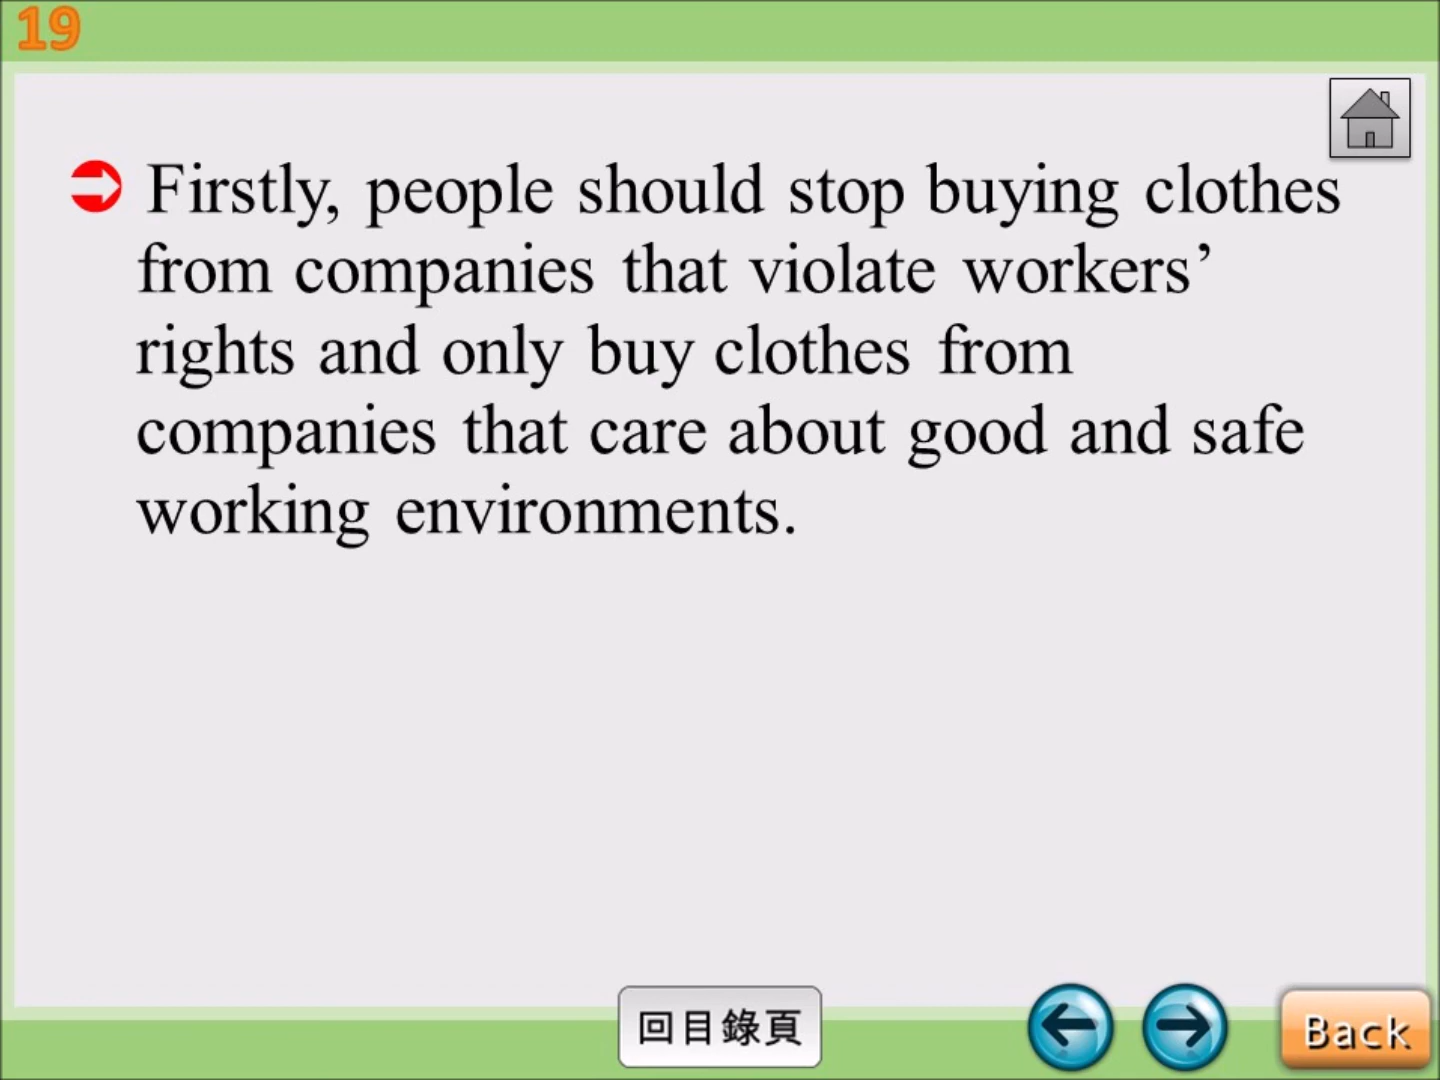 19
Firstly, people should stop buying clothes
from companies that violate workers’
rights and only buy clothes from
companies that care about good and safe
working environments.
回目錄頁
Back